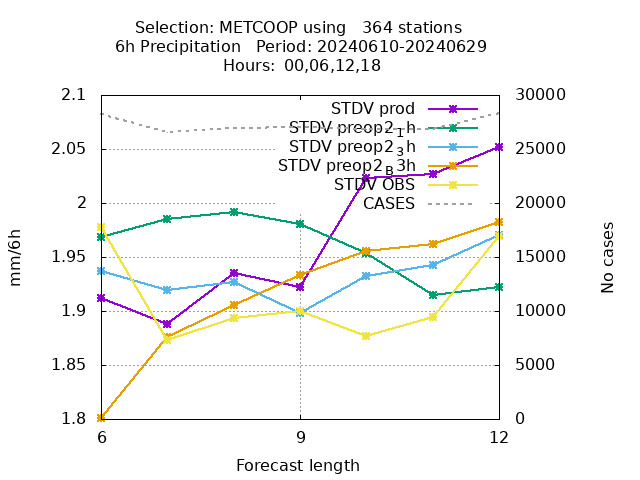 Selection: METCOOP using   364 stations
6h Precipitation   Period: 20240610-20240629
Hours:  00,06,12,18
2.1
2.05
2
1.95
1.9
1.85
1.8
mm/6h
30000
25000
20000
15000
10000
5000
0
No cases
STDV prod
STDV preop2₁h
STDV preop2₃h
STDV preop2_B3h
STDV OBS
CASES
6
9
12
Forecast length